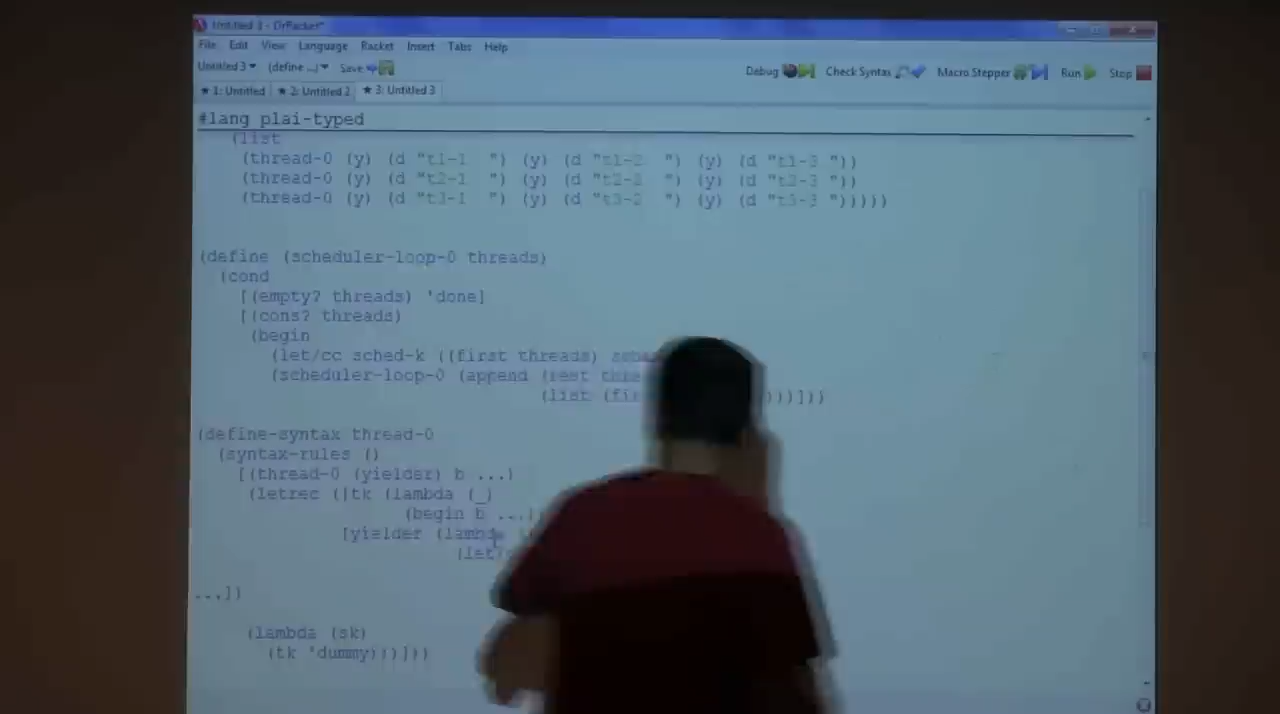 Untitled 3 - DrRacket*
File Edit View Language Racket Insert Tabs Help
Untitled 3 (define ...) Save Debug Check Syntax Macro Stepper Run Stop
1: Untitled 2: Untitled 2 3: Untitled 3
#lang plai-typed
(list
(thread-0 (y) (d "t1-1 ") (y) (d "t1-2 ") (y) (d "t1-3 "))
(thread-0 (y) (d "t2-1 ") (y) (d "t2-2 ") (y) (d "t2-3 "))
(thread-0 (y) (d "t3-1 ") (y) (d "t3-2 ") (y) (d "t3-3 ")))))
(define (scheduler-loop-0 threads)
(cond
[(empty? threads) 'done]
[(cons? threads)
(begin
(let/cc sched-k ((first threads)
(scheduler-loop-0 (append (rest
(list )))]))
(define-syntax thread-0
(syntax-rules ()
[(thread-0 (yielder) b ...)
(letrec ([tk (lambda (_)
(begin b ...
[yielder (lambda
...])
(lambda (sk)
(tk 'dummy)))]))